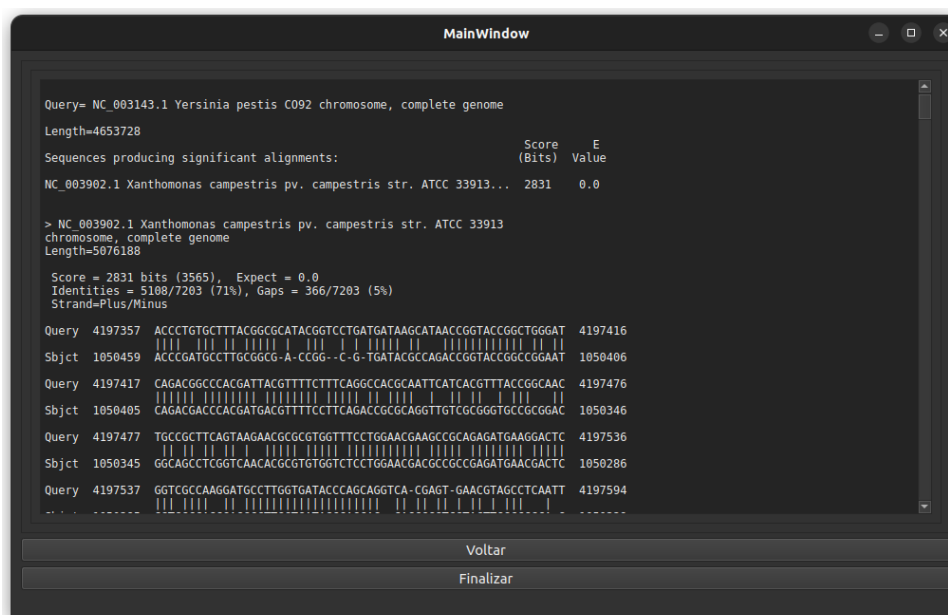 MainWindow
Query= NC_003143.1 Yersinia pestis CO92 chromosome, complete genome
Length=4653728
Score E
Sequences producing significant alignments: (Bits) Value
NC_003902.1 Xanthomonas campestris pv. campestris str. ATCC 33913... 2831 0.0
> NC_003902.1 Xanthomonas campestris pv. campestris str. ATCC 33913
chromosome, complete genome
Length=5076188
Score = 2831 bits (3565), Expect = 0.0
Identities = 5108/7203 (71%), Gaps = 366/7203 (5%)
Strand=Plus/Minus
Query 4197357 ACCCTGTGCTTTACGGCGCATACGGTCCTGATGATAAGCATAACCGGTACCGGCTGGGAT 4197416
Sbjct 1050459 ACCCGATGCCTTGCGGCG-A-CCGG--C-G-TGATACGCCAGACCGGTACCGGCCGGAAT 1050406
Query 4197417 CAGACGGCCCACGATTACGTTTTCTTTCAGGCCACGCAATTCATCACGTTTACCGGCAAC 4197476
Sbjct 1050405 CAGACGACCCACGATGACGTTTTCCTTCAGACCGCGCAGGTTGTCGCGGGTGCCGCGGAC 1050346
Query 4197477 TGCCGCTTCAGTAAGAACGCGCGTGGTTTCCTGGAACGAAGCCGCAGAGATGAAGGACTC 4197536
Sbjct 1050345 GGCAGCCTCGGTCAACACGCGTGTGGTCTCCTGGAACGACGCCGCCGAGATGAACGACTC 1050286
Query 4197537 GGTCGCCAAGGATGCCTTGGTGATACCCAGCAGGTCA-CGAGT-GAACGTAGCCTCAATT 4197594
Voltar
Finalizar